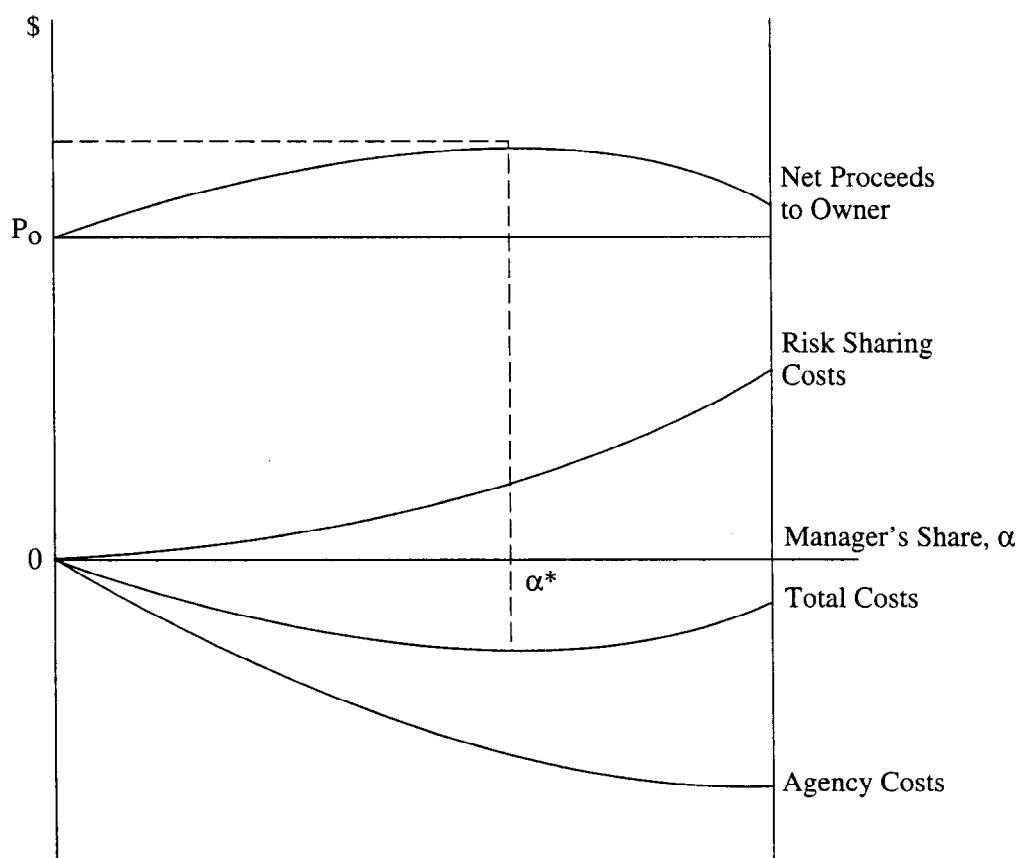 $
Net Proceeds
to Owner
Po
Risk Sharing
Costs
0
Manager's Share, α
α*
Total Costs
Agency Costs